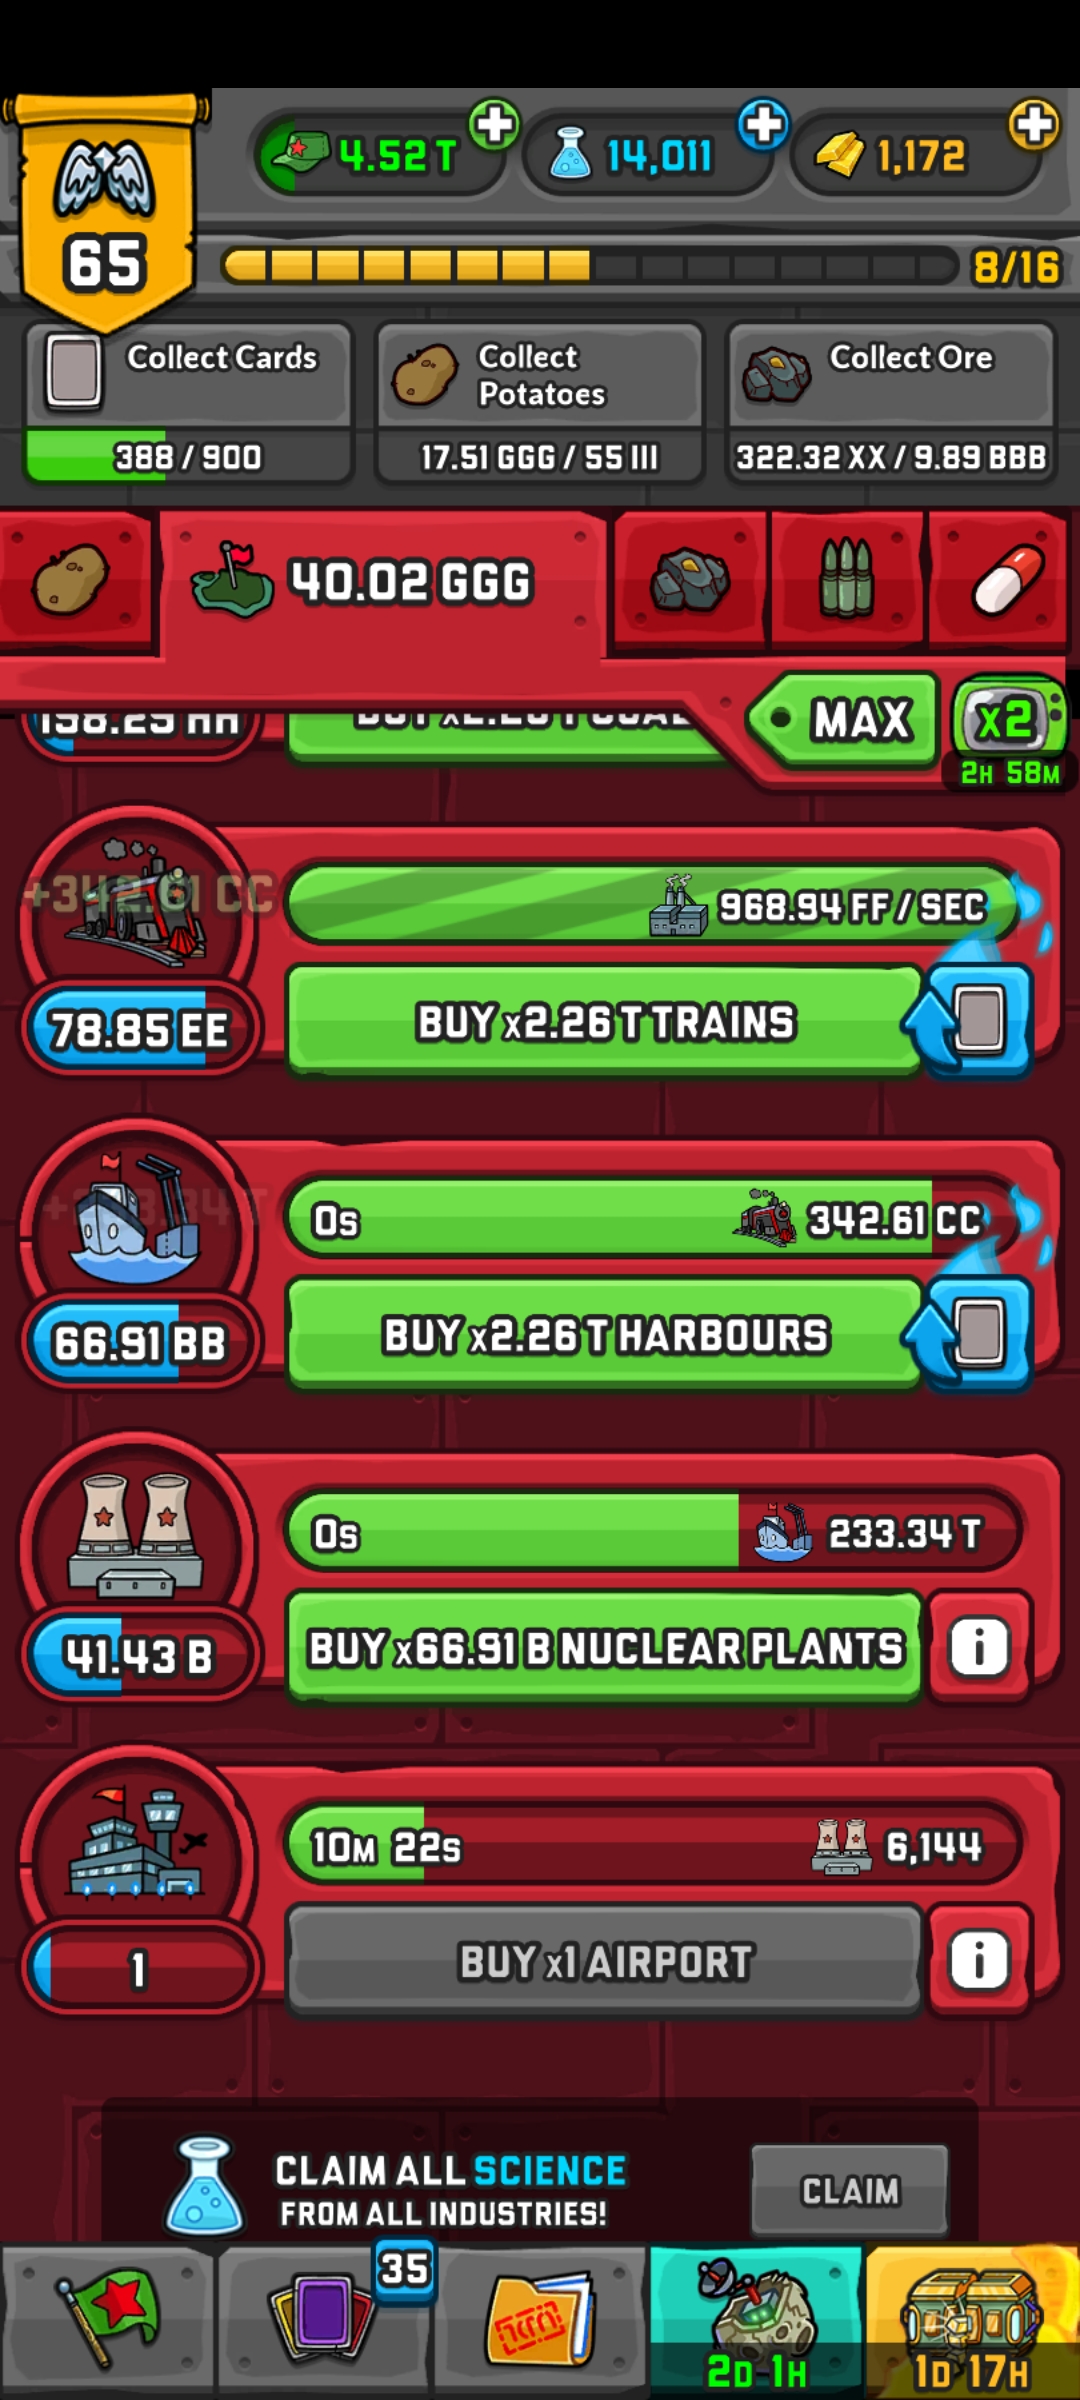 4.52 T
14,011
1,172
65
8/16
Collect Cards
388 / 900
Collect
Potatoes
17.51 GGG / 55 III
Collect Ore
322.32 XX / 9.89 BBB
40.02 GGG
MAX
x2
2H 58M
+342.61 CC
968.94 FF / SEC
78.85 EE
BUY x2.26 T TRAINS
0s
342.61 CC
66.91 BB
BUY x2.26 T HARBOURS
0s
233.34 T
41.43 B
BUY x66.91 B NUCLEAR PLANTS
i
10M 22s
6,144
1
BUY x1 AIRPORT
i
CLAIM ALL SCIENCE
FROM ALL INDUSTRIES!
CLAIM
35
2D 1H
1D 17H